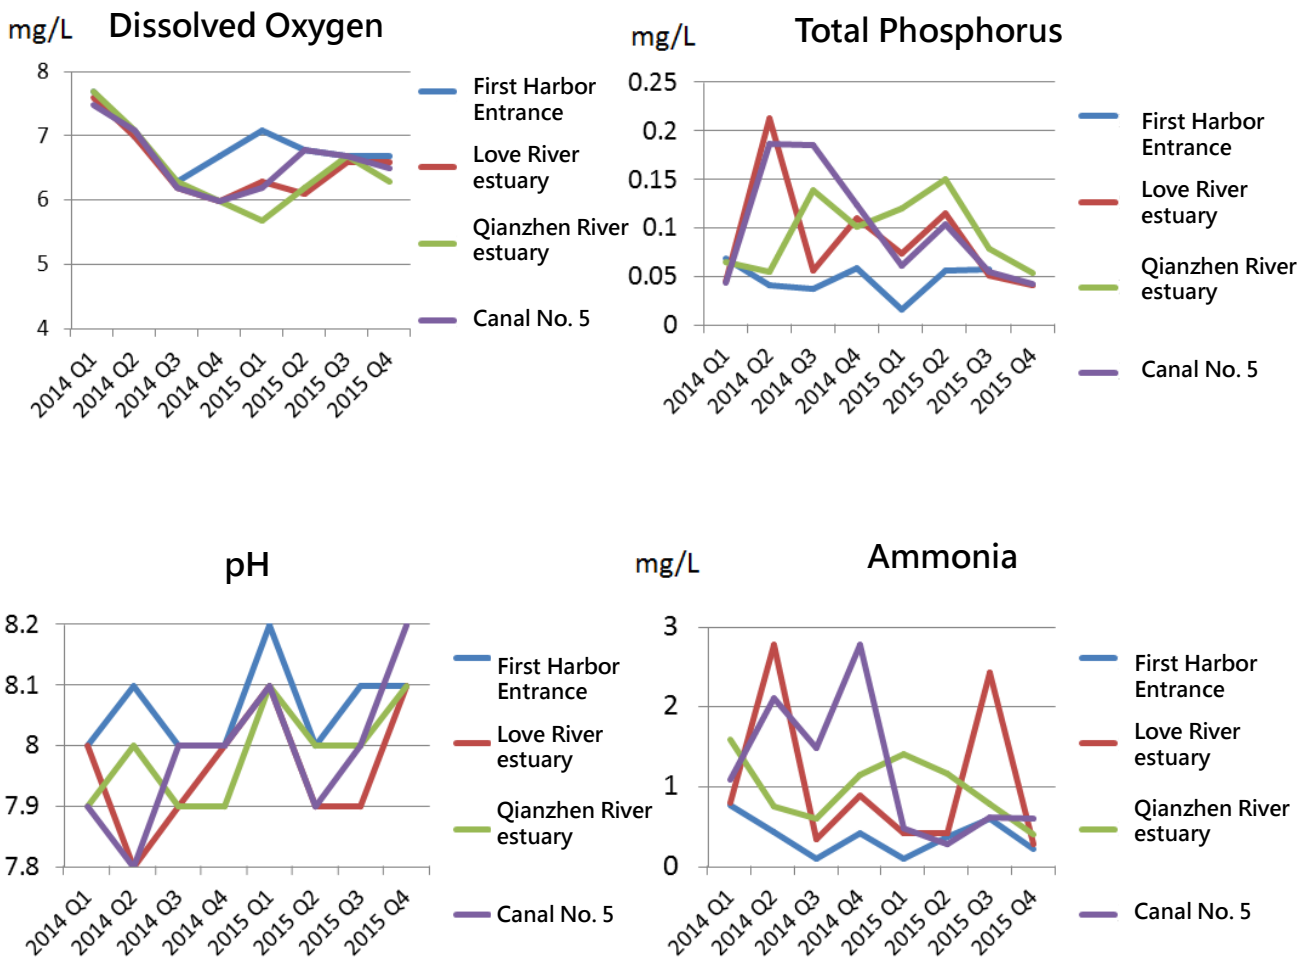 Dissolved Oxygen
mg/L
8
7
6
5
4
2014 Q1
2014 Q2
2014 Q3
2014 Q4
2015 Q1
2015 Q2
2015 Q3
2015 Q4
First Harbor
Entrance
Love River
estuary
Qianzhen River
estuary
Canal No. 5
Total Phosphorus
mg/L
0.25
0.2
0.15
0.1
0.05
0
2014 Q1
2014 Q2
2014 Q3
2014 Q4
2015 Q1
2015 Q2
2015 Q3
2015 Q4
First Harbor
Entrance
Love River
estuary
Qianzhen River
estuary
Canal No. 5
pH
8.2
8.1
8
7.9
7.8
2014 Q1
2014 Q2
2014 Q3
2014 Q4
2015 Q1
2015 Q2
2015 Q3
2015 Q4
First Harbor
Entrance
Love River
estuary
Qianzhen River
estuary
Canal No. 5
Ammonia
mg/L
3
2
1
0
2014 Q1
2014 Q2
2014 Q3
2014 Q4
2015 Q1
2015 Q2
2015 Q3
2015 Q4
First Harbor
Entrance
Love River
estuary
Qianzhen River
estuary
Canal No. 5